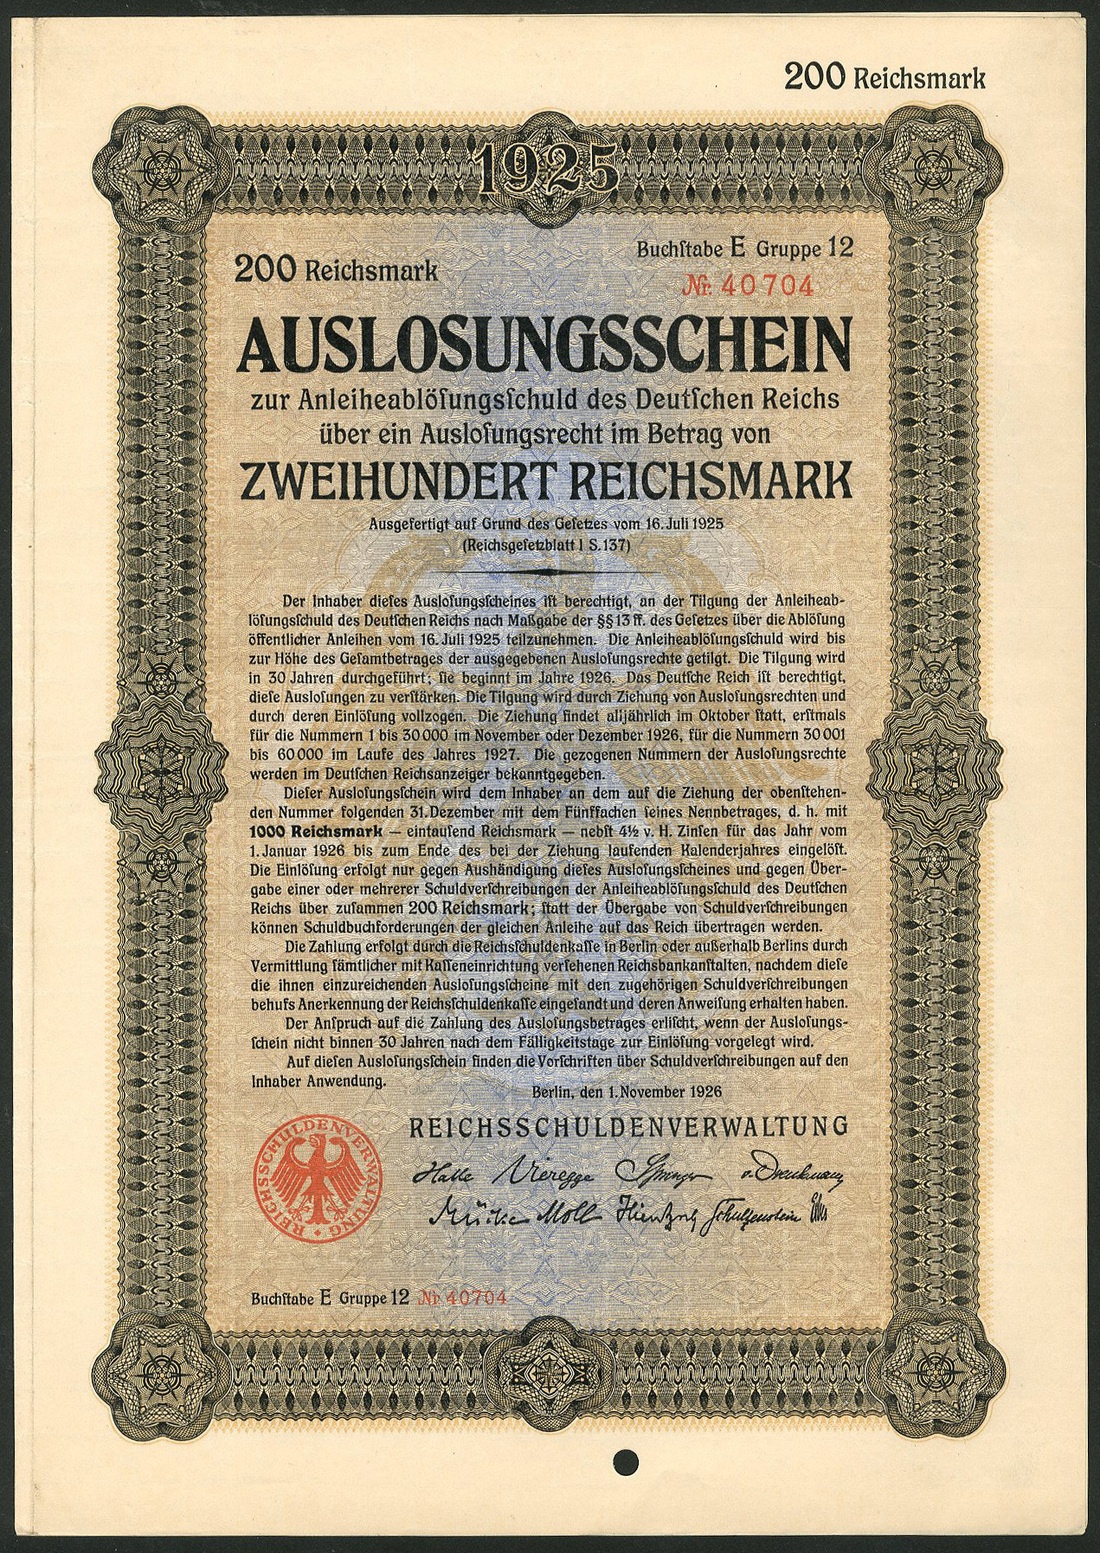 200 Reichsmark
1925
Buchſtabe E Gruppe 12
200 Reichsmark
Nr. 40704
AUSLOSUNGSSCHEIN
zur Anleiheablöſungsſchuld des Deutſchen Reichs
über ein Ausloſungsrecht im Betrag von
ZWEIHUNDERT REICHSMARK
Ausgefertigt auf Grund des Geſetzes vom 16. Juli 1925
(Reichsgeſetzblatt I S. 137)
Der Inhaber dieſes Ausloſungsſcheines iſt berechtigt, an der Tilgung der Anleiheab-
löſungsſchuld des Deutſchen Reichs nach Maßgabe der §§ 13 ff. des Geſetzes über die Ablöſung
öffentlicher Anleihen vom 16. Juli 1925 teilzunehmen. Die Anleiheablöſungsſchuld wird bis
zur Höhe des Geſamtbetrages der ausgegebenen Ausloſungsrechte getilgt. Die Tilgung wird
in 30 Jahren durchgeführt; ſie beginnt im Jahre 1926. Das Deutſche Reich iſt berechtigt,
dieſe Ausloſungen zu verſtärken. Die Tilgung wird durch Ziehung von Ausloſungsrechten und
durch deren Einlöſung vollzogen. Die Ziehung findet alljährlich im Oktober ſtatt, erſtmals
für die Nummern 1 bis 30 000 im November oder Dezember 1926, für die Nummern 30 001
bis 60 000 im Laufe des Jahres 1927. Die gezogenen Nummern der Ausloſungsrechte
werden im Deutſchen Reichsanzeiger bekanntgegeben.
Dieſer Ausloſungsſchein wird dem Inhaber an dem auf die Ziehung der obenſtehen-
den Nummer folgenden 31. Dezember mit dem Fünffachen ſeines Nennbetrages, d. h. mit
1000 Reichsmark — eintauſend Reichsmark — nebſt 4½ v. H. Zinſen für das Jahr vom
1. Januar 1926 bis zum Ende des bei der Ziehung laufenden Kalenderjahres eingelöſt.
Die Einlöſung erfolgt nur gegen Aushändigung dieſes Ausloſungsſcheines und gegen Über-
gabe einer oder mehrerer Schuldverſchreibungen der Anleiheablöſungsſchuld des Deutſchen
Reichs über zuſammen 200 Reichsmark; ſtatt der Übergabe von Schuldverſchreibungen
können Schuldbuchforderungen der gleichen Anleihe auf das Reich übertragen werden.
Die Zahlung erfolgt durch die Reichsſchuldenkaſſe in Berlin oder außerhalb Berlins durch
Vermittlung ſämtlicher mit Kaſſeneinrichtung verſehenen Reichsbankanſtalten, nachdem dieſe
die ihnen einzureichenden Ausloſungsſcheine mit den zugehörigen Schuldverſchreibungen
behufs Anerkennung der Reichsſchuldenkaſſe eingeſandt und deren Anweiſung erhalten haben.
Der Anſpruch auf die Zahlung des Ausloſungsbetrages erliſcht, wenn der Ausloſungs-
ſchein nicht binnen 30 Jahren nach dem Fälligkeitstage zur Einlöſung vorgelegt wird.
Auf dieſen Ausloſungsſchein finden die Vorſchriften über Schuldverſchreibungen auf den
Inhaber Anwendung.
Berlin, den 1. November 1926
REICHSSCHULDENVERWALTUNG
REICHSSCHULDENVERWALTUNG
Halle Vieregge Springer v. Drenkmann
Mücke Moll Schulzenstein
Buchſtabe E Gruppe 12 Nr. 40704